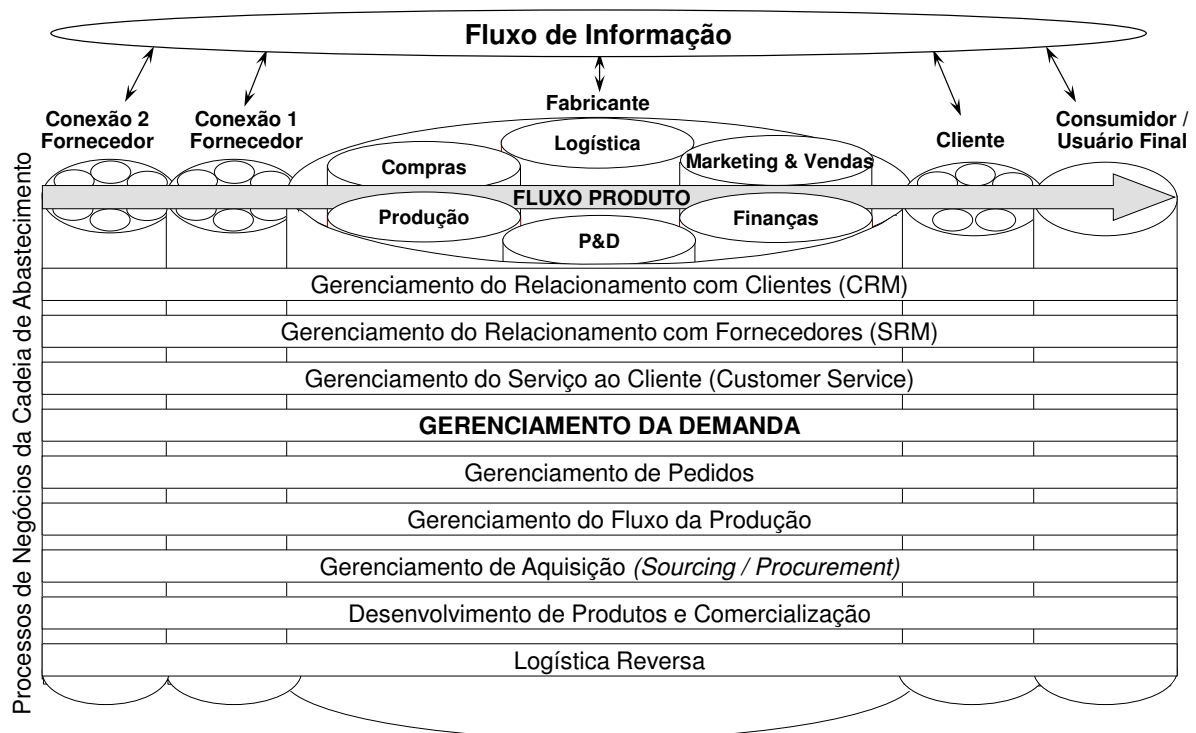 Fluxo de Informação
Conexão 2
Fornecedor
Conexão 1
Fornecedor
Fabricante
Cliente
Consumidor /
Usuário Final
Logística
Compras
Marketing & Vendas
FLUXO PRODUTO
Produção
Finanças
P&D
Processos de Negócios da Cadeia de Abastecimento
Gerenciamento do Relacionamento com Clientes (CRM)
Gerenciamento do Relacionamento com Fornecedores (SRM)
Gerenciamento do Serviço ao Cliente (Customer Service)
GERENCIAMENTO DA DEMANDA
Gerenciamento de Pedidos
Gerenciamento do Fluxo da Produção
Gerenciamento de Aquisição (Sourcing / Procurement)
Desenvolvimento de Produtos e Comercialização
Logística Reversa